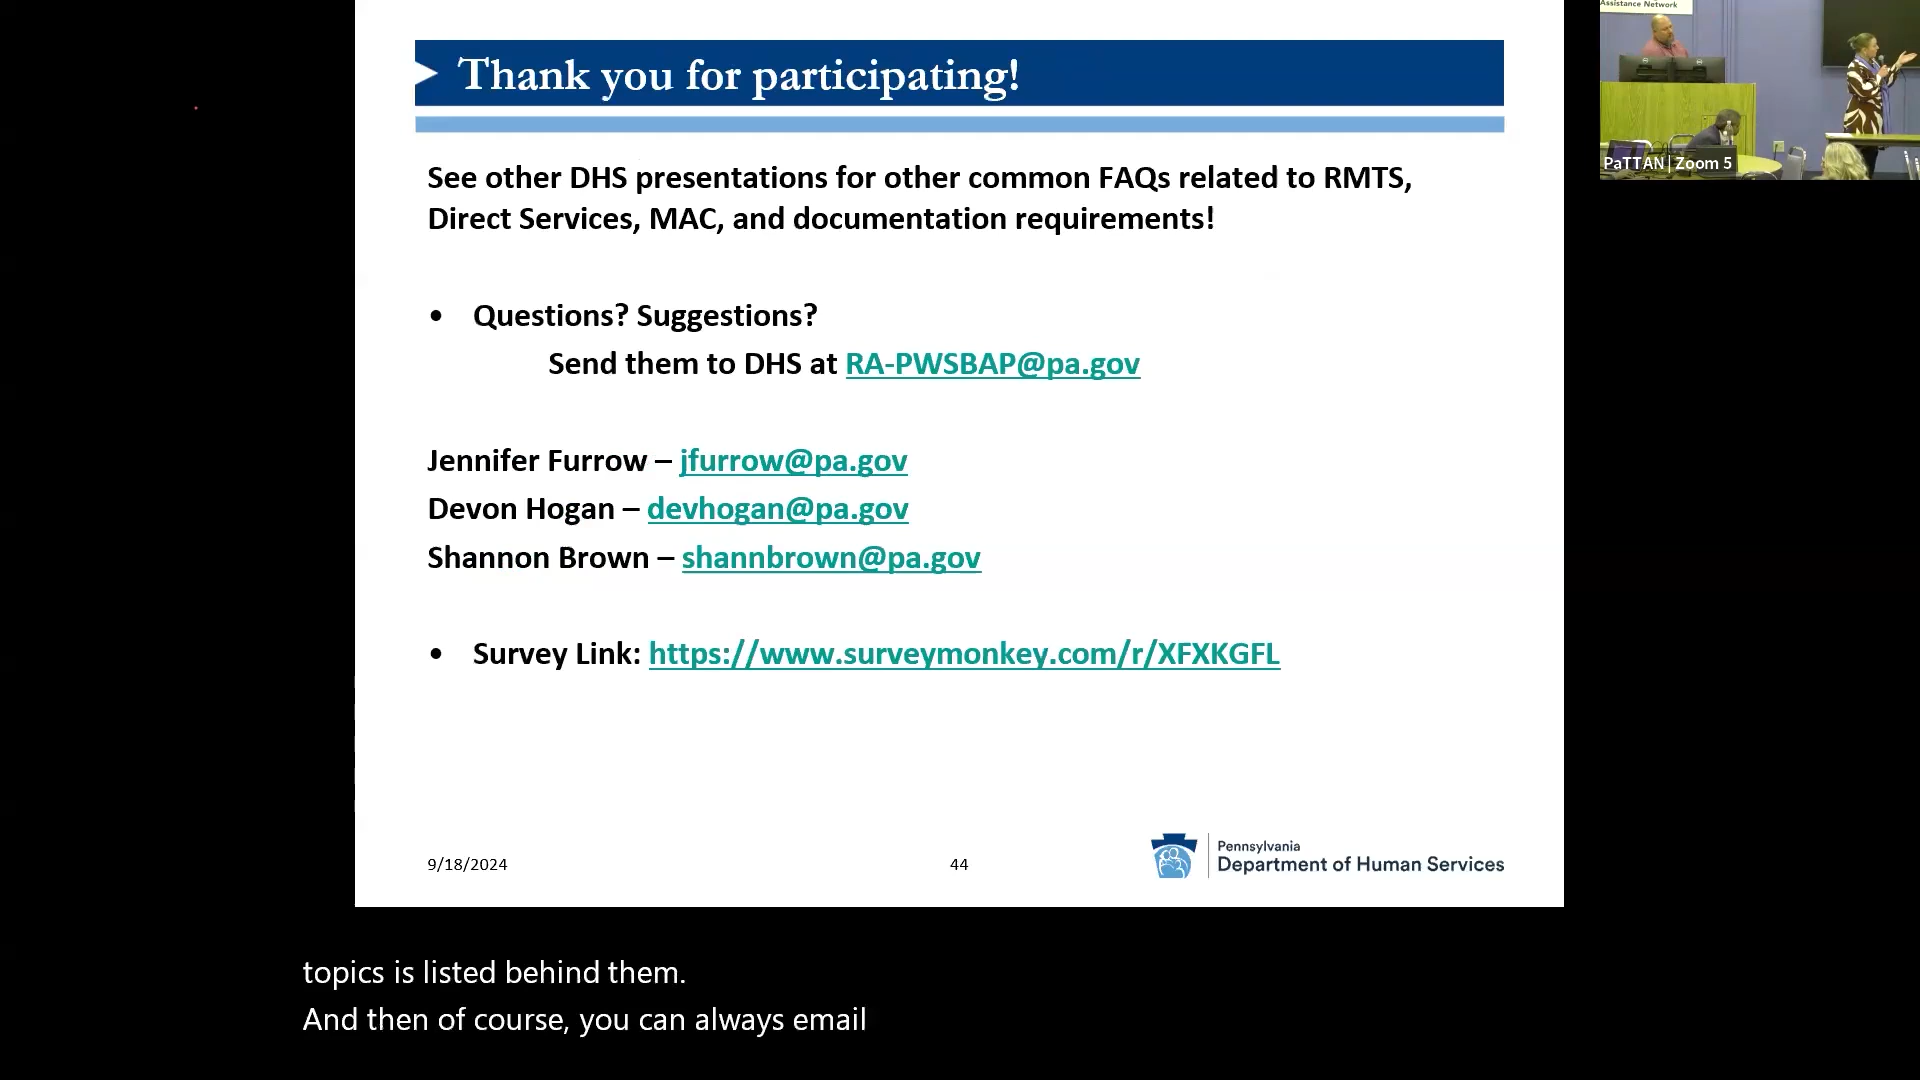 Assistance Network
Thank you for participating!
PaTTAN | Zoom 5
See other DHS presentations for other common FAQs related to RMTS,
Direct Services, MAC, and documentation requirements!
• Questions? Suggestions?
Send them to DHS at RA-PWSBAP@pa.gov
Jennifer Furrow – jfurrow@pa.gov
Devon Hogan – devhogan@pa.gov
Shannon Brown – shannbrown@pa.gov
• Survey Link: https://www.surveymonkey.com/r/XFXKGFL
9/18/2024
44
Pennsylvania
Department of Human Services
topics is listed behind them.
And then of course, you can always email